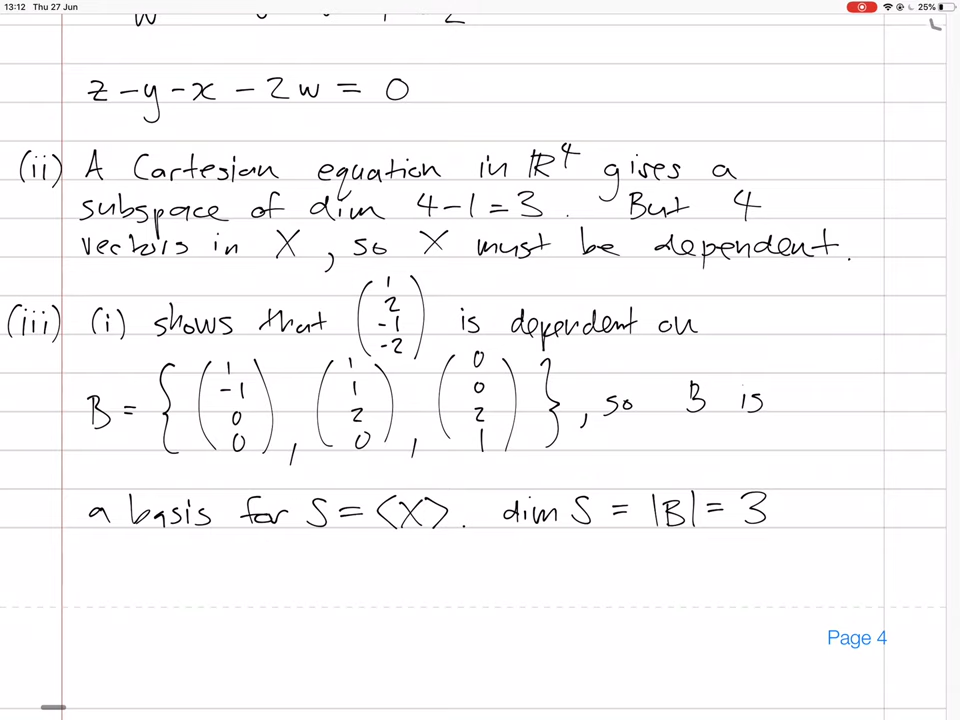 13:12 Thu 27 Jun 25%
z - y - x - 2w = 0
(ii) A Cartesian equation in ℝ⁴ gives a
subspace of dim 4 - 1 = 3. But 4
vectors in X, so X must be dependent.
(iii) (i) shows that (1 2 -1 -2) is dependent on
B = { (1 -1 0 0), (1 1 2 0), (0 0 2 1) }, so B is
a basis for S = ⟨X⟩. dim S = |B| = 3
Page 4